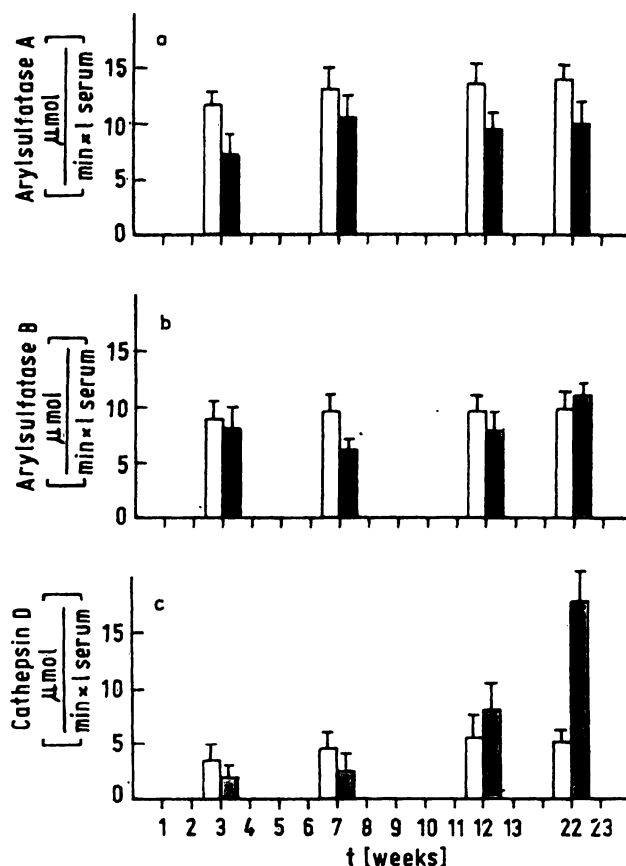 a
Arylsulfatase A
[ μmol / min × l serum ]
15
10
5
0
b
Arylsulfatase B
[ μmol / min × l serum ]
15
10
5
0
c
Cathepsin D
[ μmol / min × l serum ]
15
10
5
0
1 2 3 4 5 6 7 8 9 10 11 12 13 22 23
t [weeks]